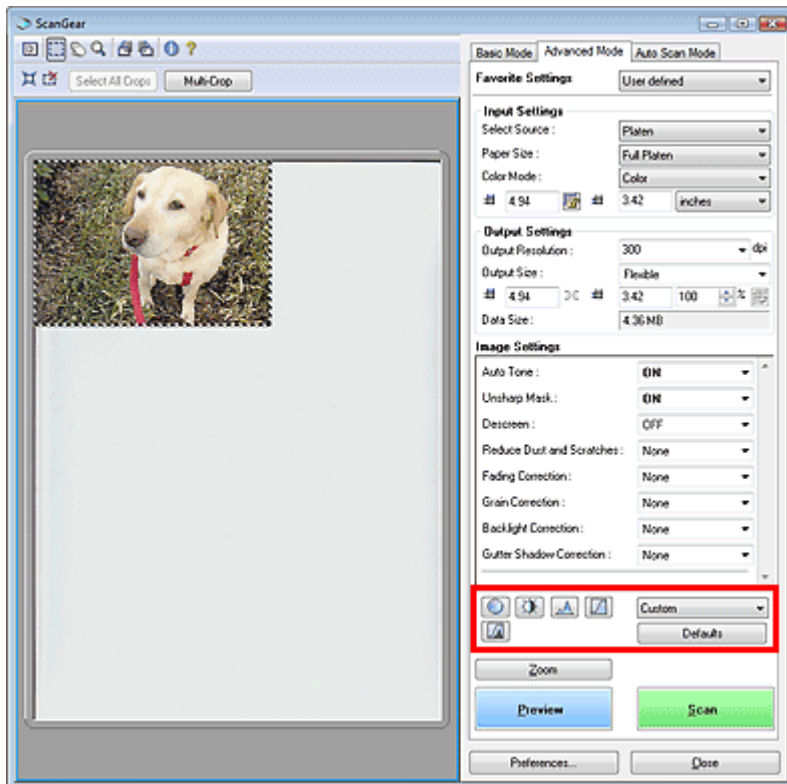 ScanGear
Select All Crops
Multi-Crop
Basic Mode
Advanced Mode
Auto Scan Mode
Favorite Settings
User defined
Input Settings
Select Source :
Platen
Paper Size :
Full Platen
Color Mode :
Color
4.94
3.42
inches
Output Settings
Output Resolution :
300
dpi
Output Size :
Flexible
4.94
3.42
100
%
Data Size :
4.36 MB
Image Settings
Auto Tone :
ON
Unsharp Mask :
ON
Descreen :
OFF
Reduce Dust and Scratches :
None
Fading Correction :
None
Grain Correction :
None
Backlight Correction :
None
Gutter Shadow Correction :
None
Custom
Defaults
Zoom
Preview
Scan
Preferences...
Close